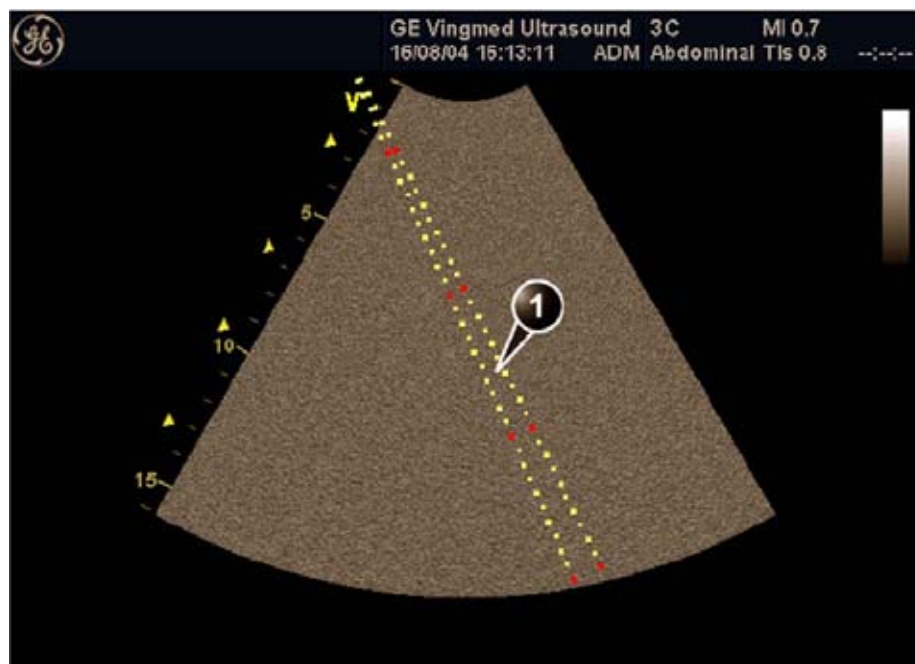 GE Vingmed Ultrasound 3C MI 0.7
16/08/04 15:13:11 ADM Abdominal TIs 0.8 --:--:--
V
5
1
10
15